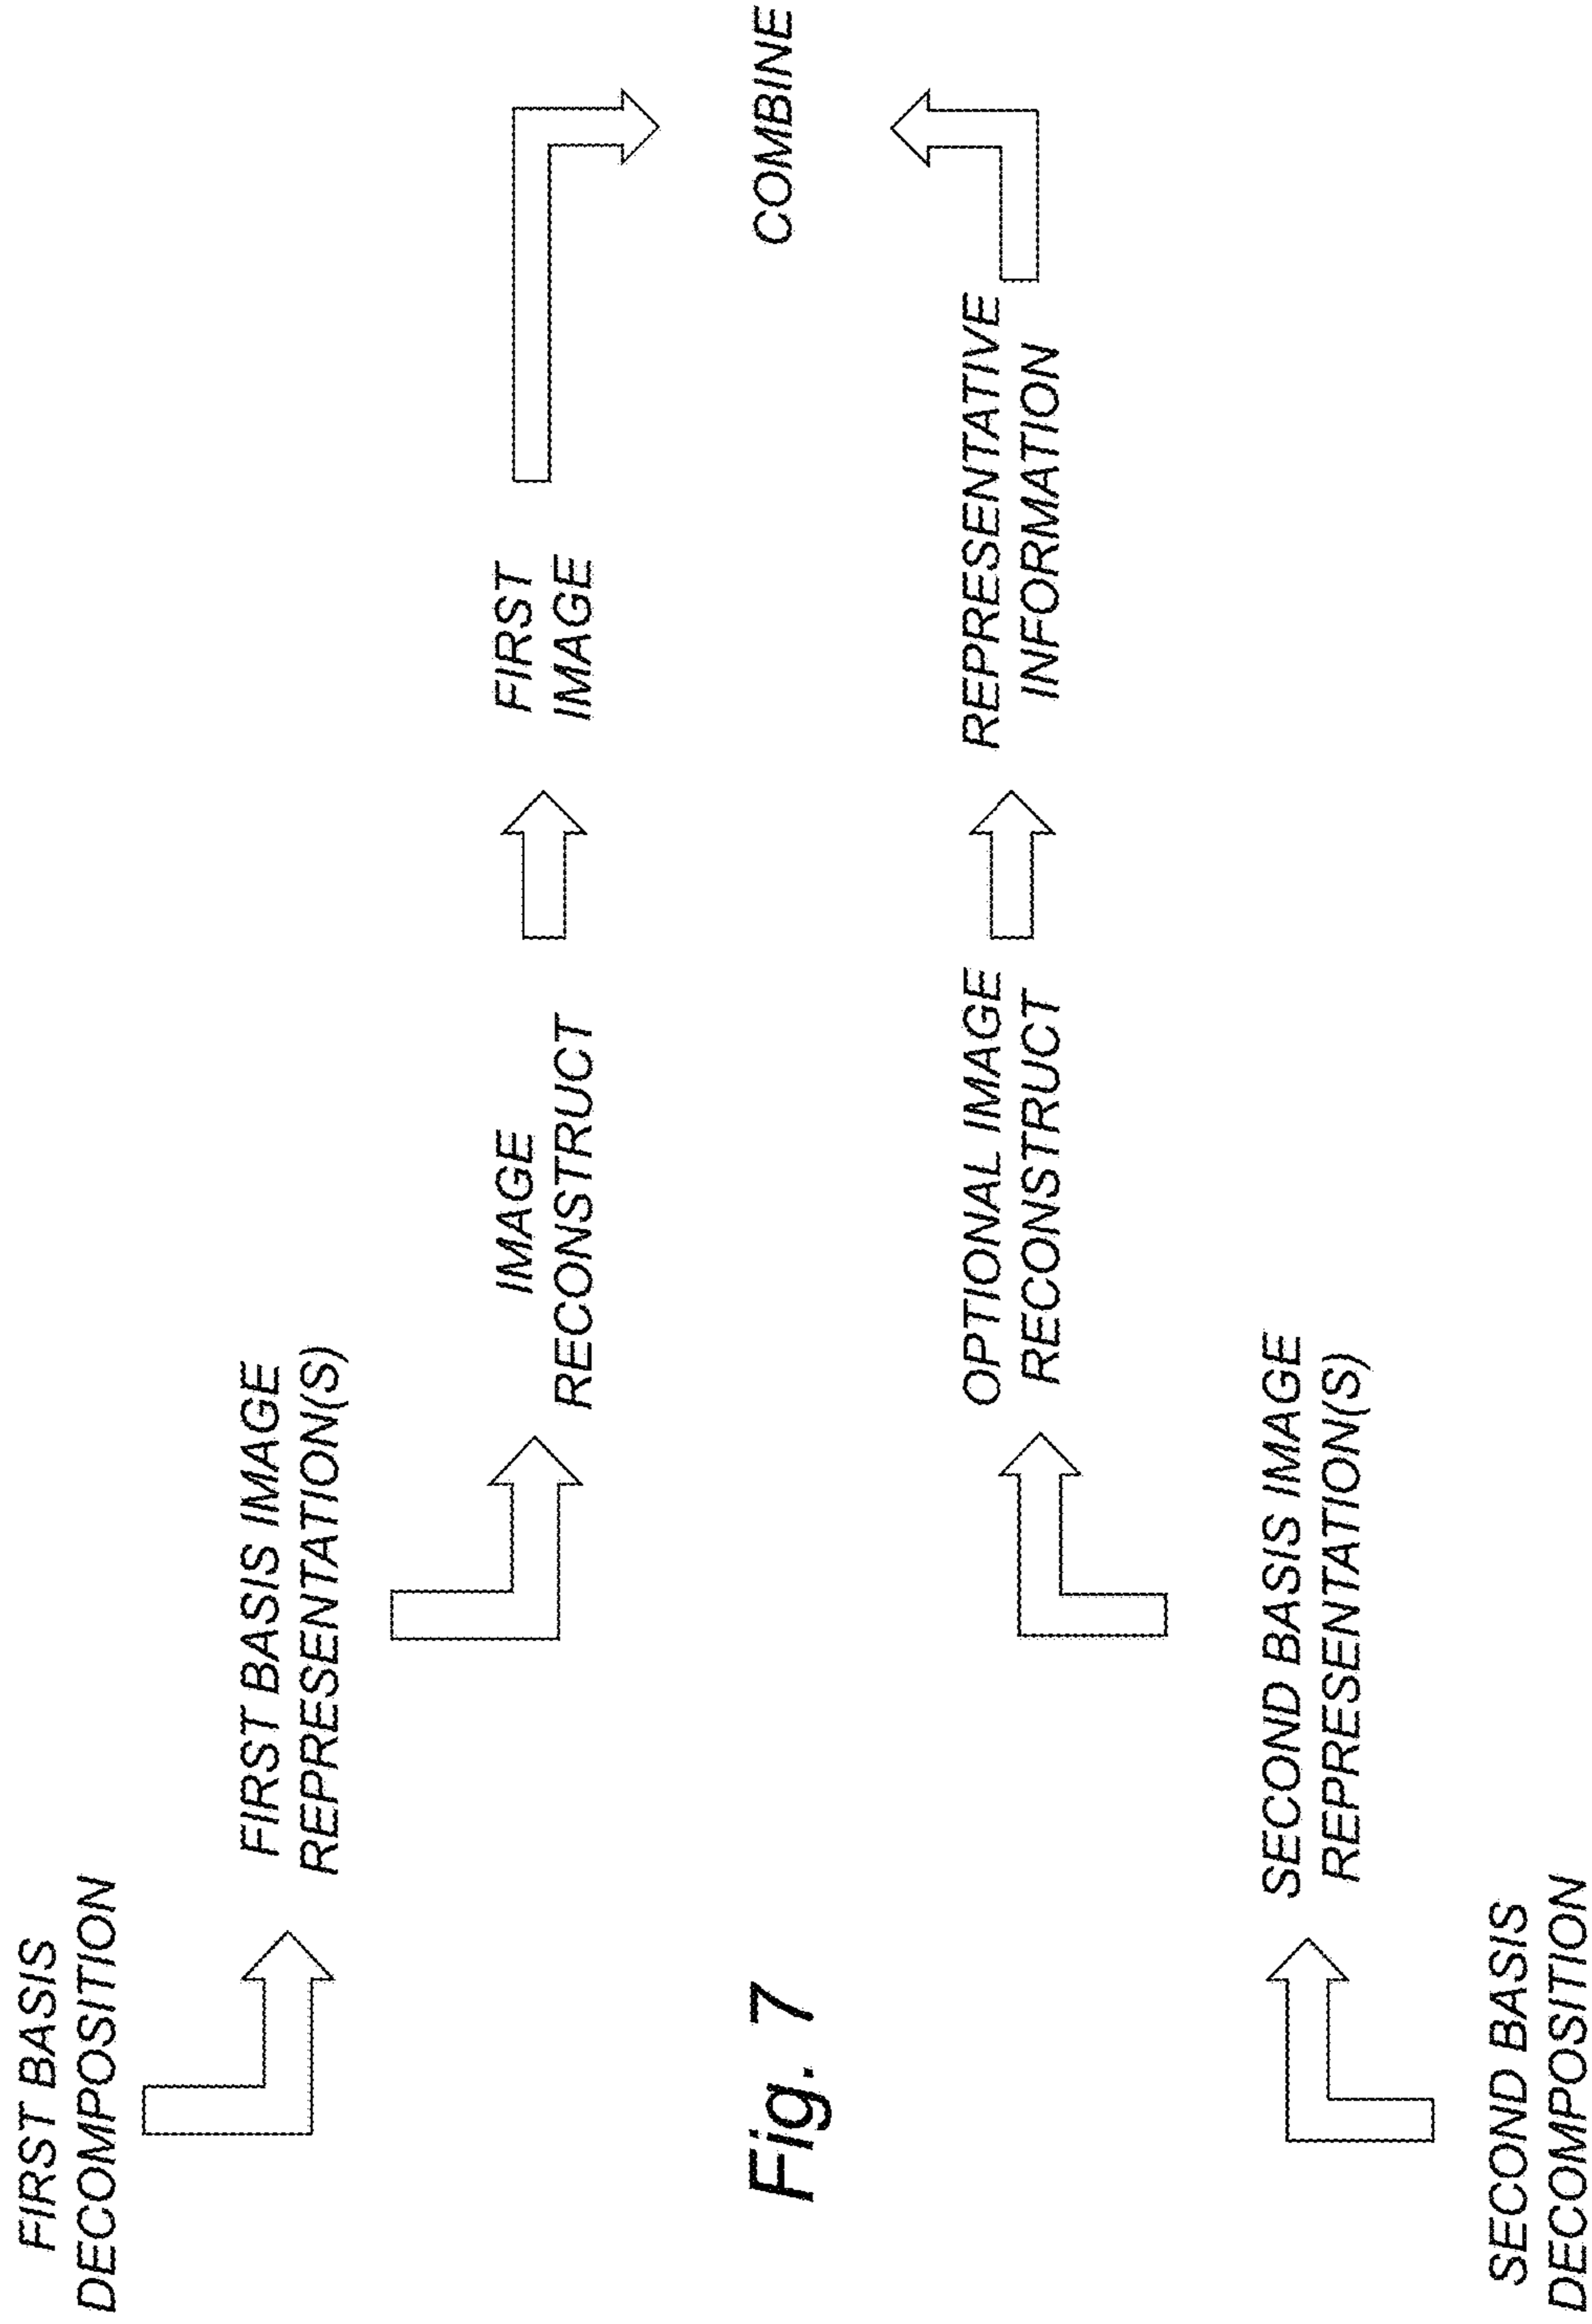 FIRST BASIS
DECOMPOSITION
FIRST BASIS IMAGE
REPRESENTATION(S)
IMAGE
RECONSTRUCT
FIRST
IMAGE
COMBINE
Fig. 7
OPTIONAL IMAGE
RECONSTRUCT
REPRESENTATIVE
INFORMATION
SECOND BASIS IMAGE
REPRESENTATION(S)
SECOND BASIS
DECOMPOSITION